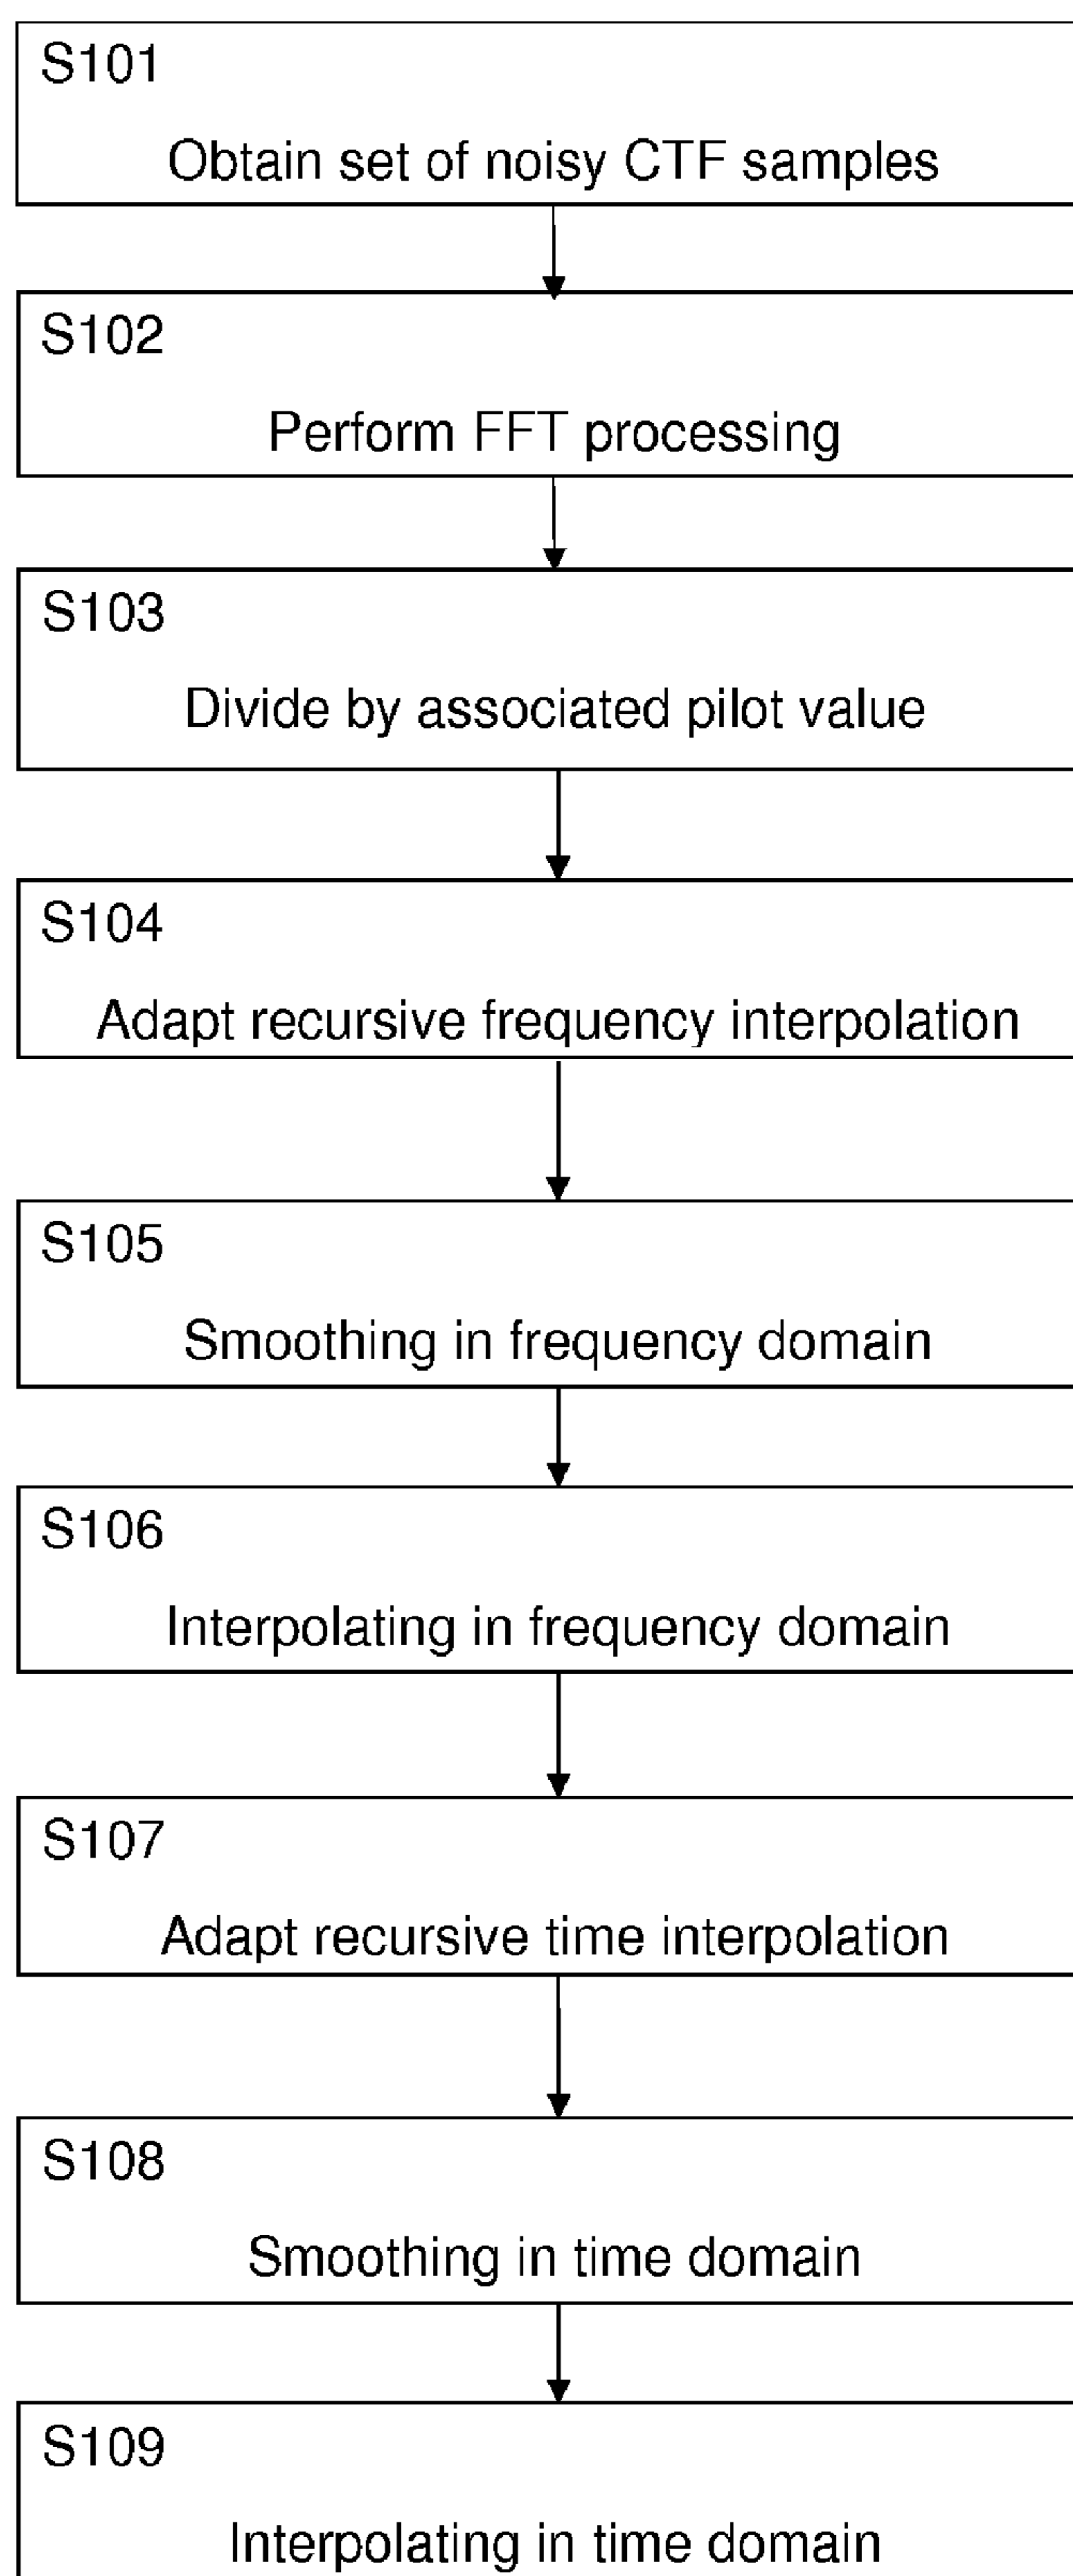 S101
Obtain set of noisy CTF samples
S102
Perform FFT processing
S103
Divide by associated pilot value
S104
Adapt recursive frequency interpolation
S105
Smoothing in frequency domain
S106
Interpolating in frequency domain
S107
Adapt recursive time interpolation
S108
Smoothing in time domain
S109
Interpolating in time domain